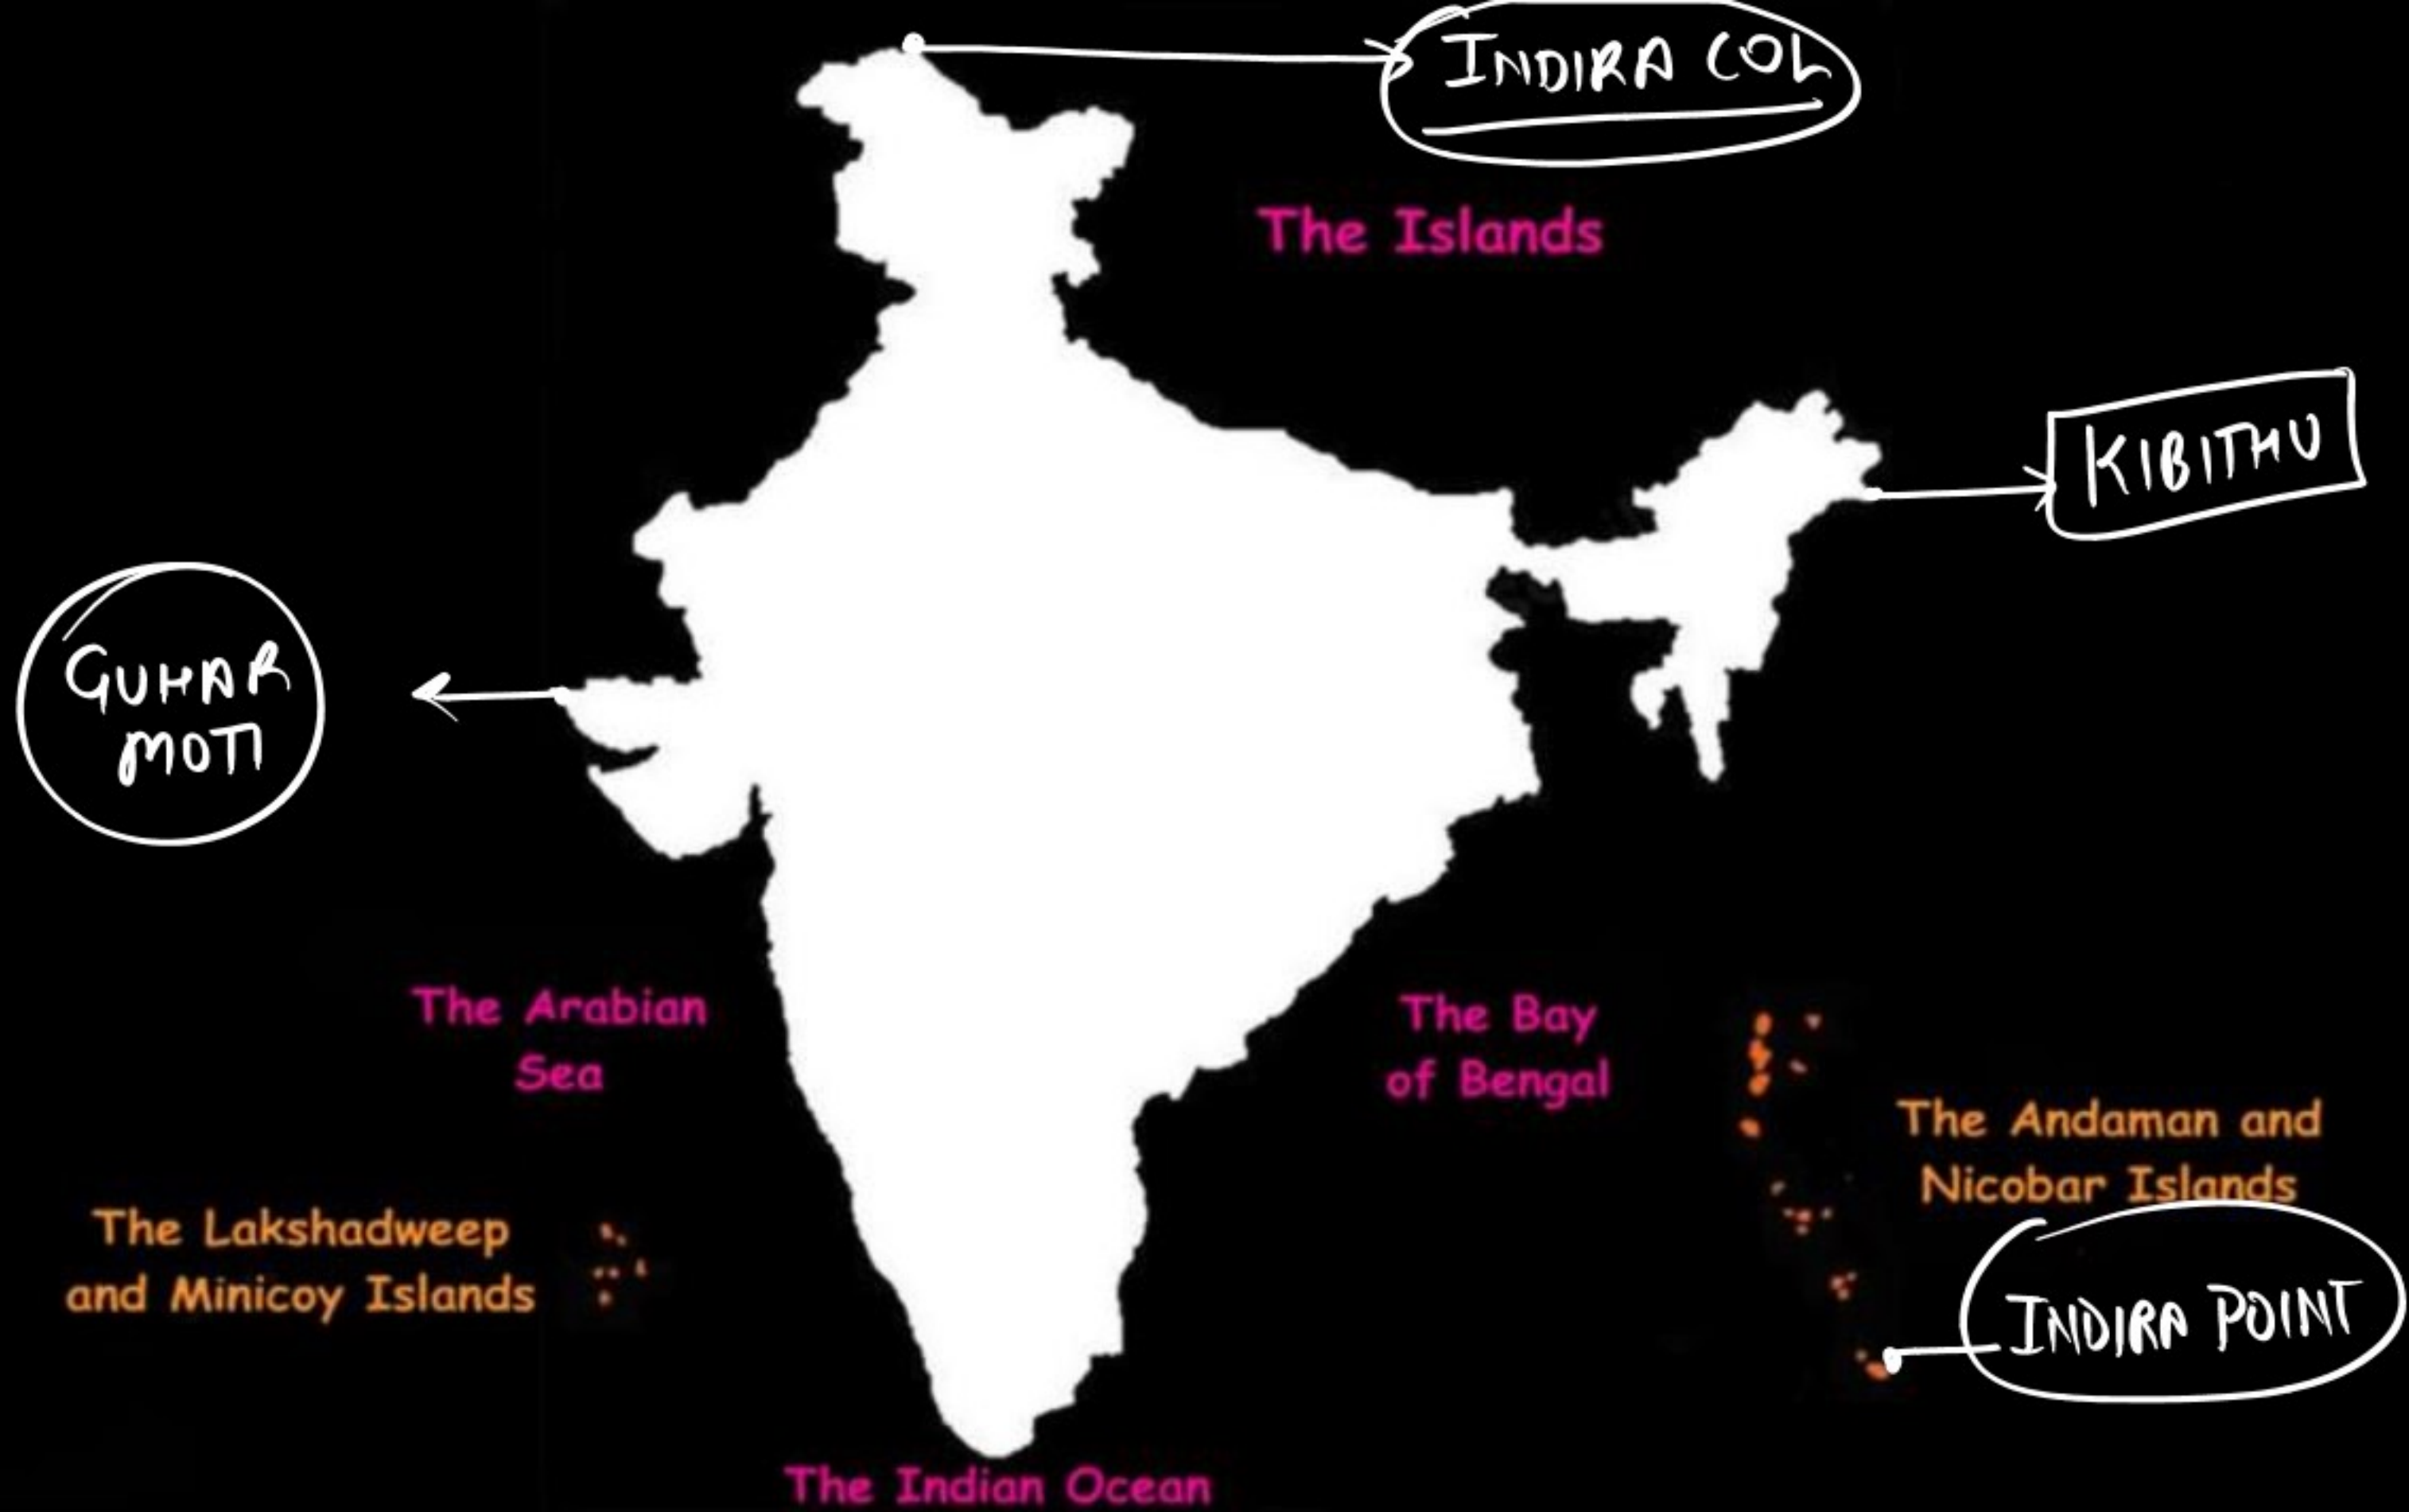 INDIRA COL
The Islands
KIBITHU
GUHAR
MOTI
The Arabian
Sea
The Bay
of Bengal
The Andaman and
Nicobar Islands
The Lakshadweep
and Minicoy Islands
INDIRA POINT
The Indian Ocean